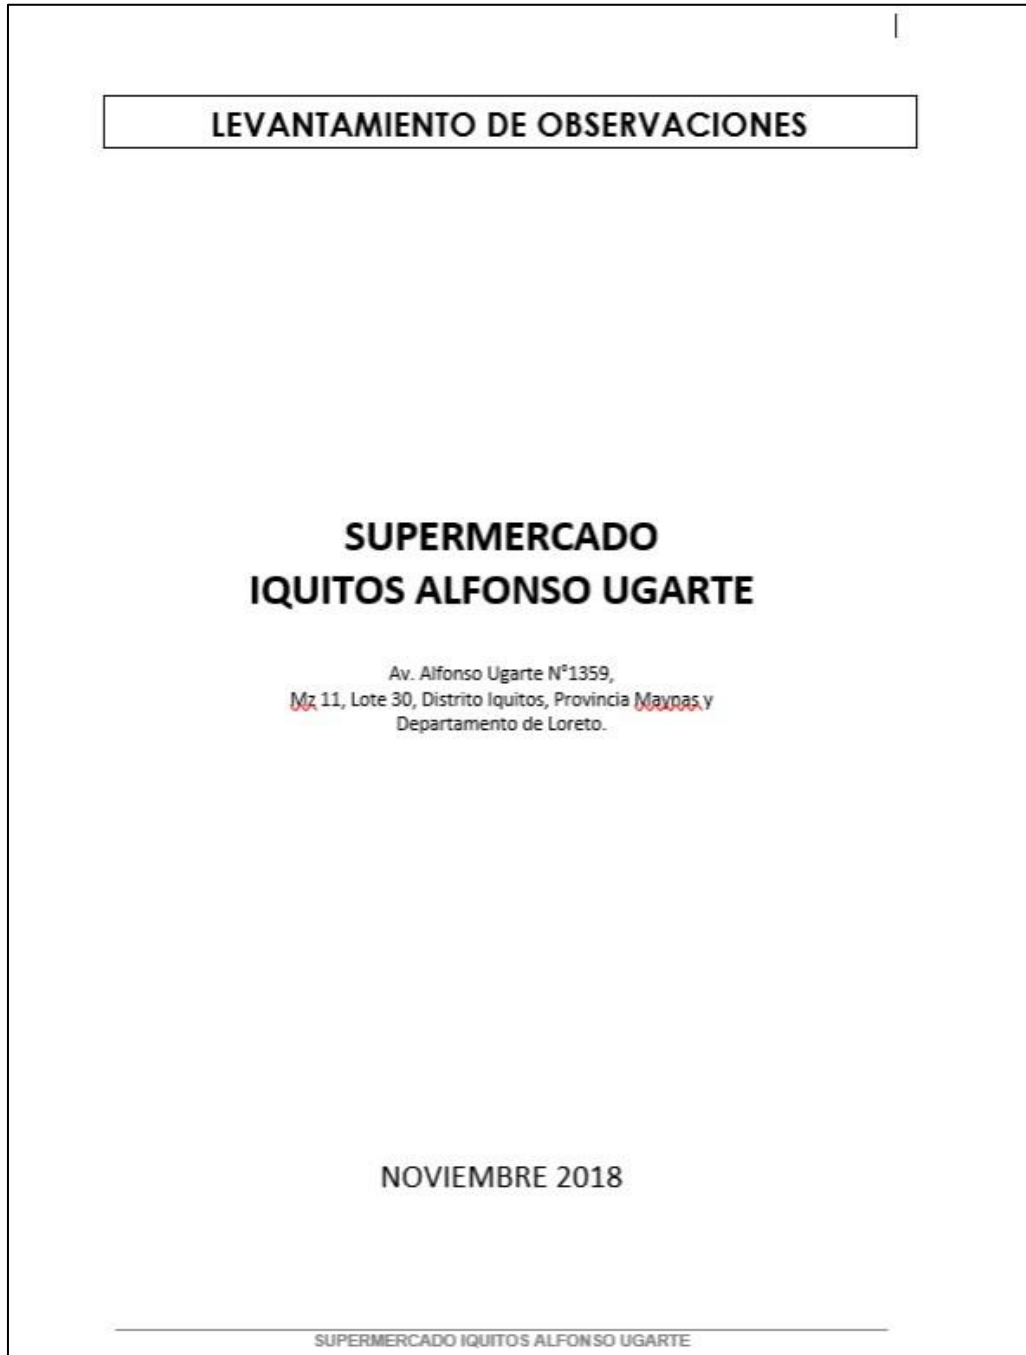 LEVANTAMIENTO DE OBSERVACIONES
SUPERMERCADO
IQUITOS ALFONSO UGARTE
Av. Alfonso Ugarte N°1359,
Mz 11, Lote 30, Distrito Iquitos, Provincia Maynas y
Departamento de Loreto.
NOVIEMBRE 2018
SUPERMERCADO IQUITOS ALFONSO UGARTE